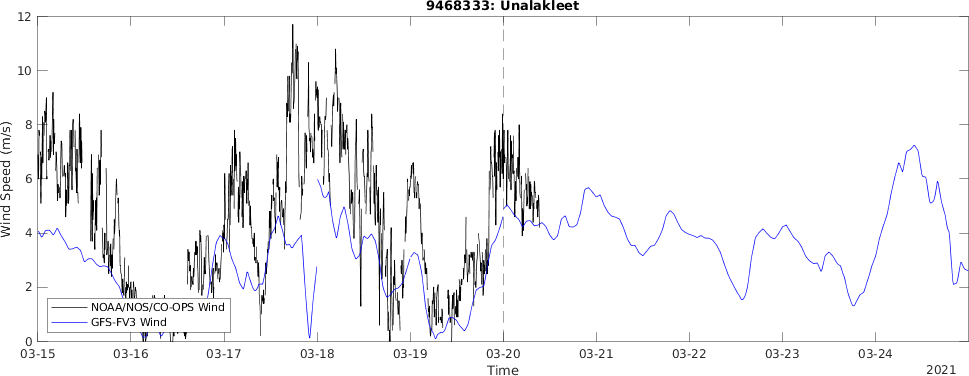 9468333: Unalakleet
12
10
8
6
4
2
0
Wind Speed (m/s)
NOAA/NOS/CO-OPS Wind
GFS-FV3 Wind
03-15 03-16 03-17 03-18 03-19 03-20 03-21 03-22 03-23 03-24
Time
2021